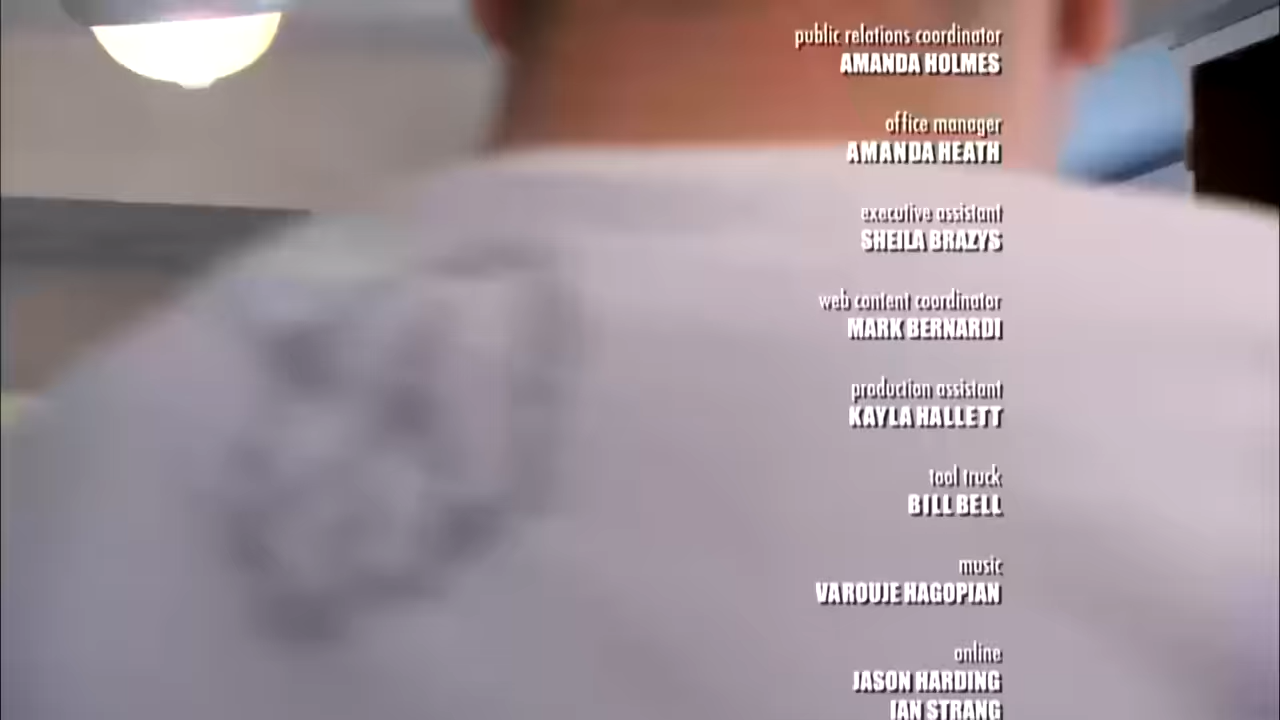 public relations coordinator
AMANDA HOLMES
office manager
AMANDA HEATH
executive assistant
SHEILA BRAZYS
web content coordinator
MARK BERNARDI
production assistant
KAYLA HALLETT
tool truck
BILL BELL
music
VAROUJE HAGOPIAN
online
JASON HARDING
IAN STRANG